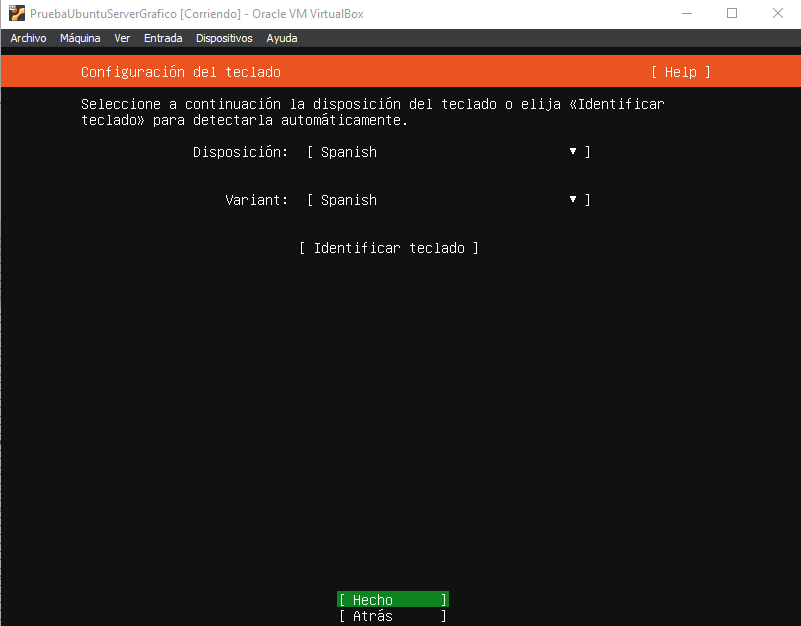 PruebaUbuntuServerGrafico [Corriendo] - Oracle VM VirtualBox
Archivo Máquina Ver Entrada Dispositivos Ayuda
Configuración del teclado [ Help ]
Seleccione a continuación la disposición del teclado o elija «Identificar
teclado» para detectarla automáticamente.
Disposición: [ Spanish ▾ ]
Variant: [ Spanish ▾ ]
[ Identificar teclado ]
[ Hecho ]
[ Atrás ]